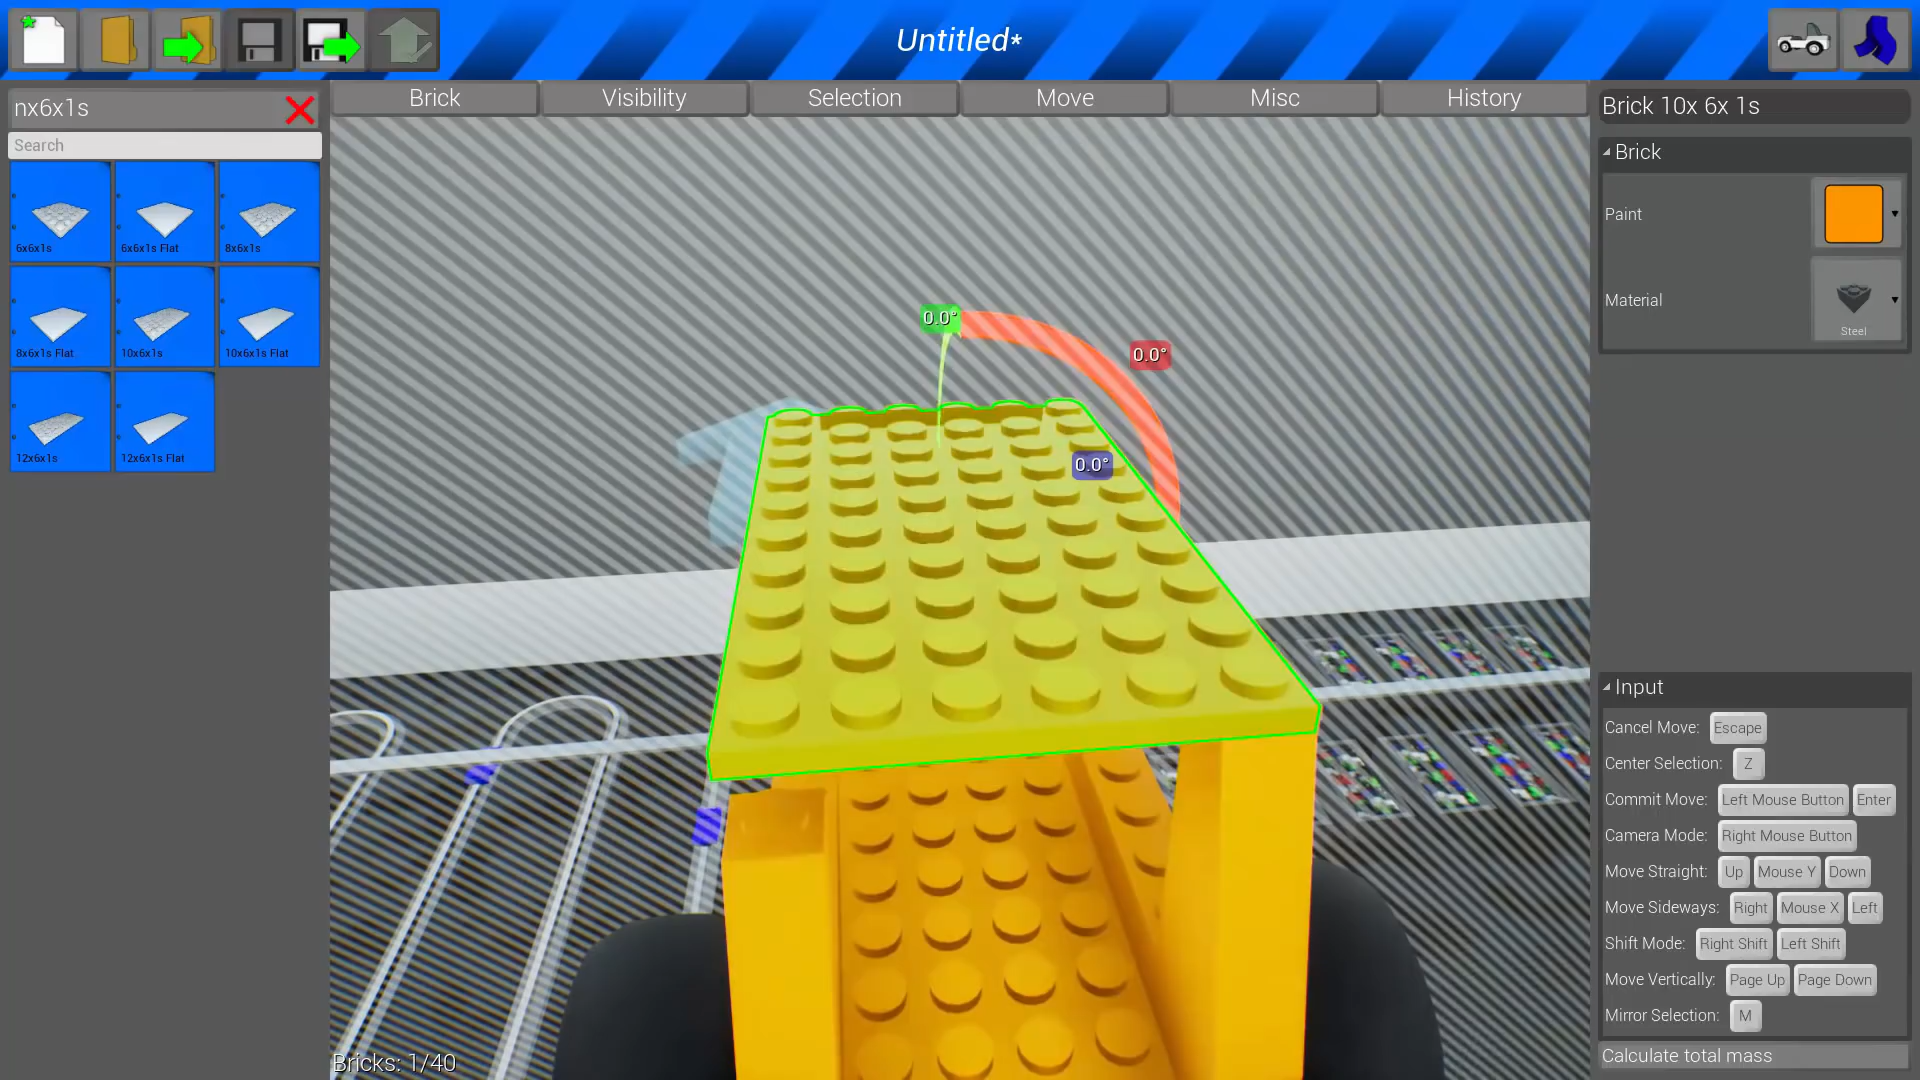 Untitled*
nx6x1s
Search
6x6x1s
6x6x1s Flat
8x6x1s
8x6x1s Flat
10x6x1s
10x6x1s Flat
12x6x1s
12x6x1s Flat
Brick
Visibility
Selection
Move
Misc
History
0.0°
0.0°
0.0°
Bricks: 1/40
Brick 10x 6x 1s
Brick
Paint
Material
Steel
Input
Cancel Move: Escape
Center Selection: Z
Commit Move: Left Mouse Button Enter
Camera Mode: Right Mouse Button
Move Straight: Up Mouse Y Down
Move Sideways: Right Mouse X Left
Shift Mode: Right Shift Left Shift
Move Vertically: Page Up Page Down
Mirror Selection: M
Calculate total mass